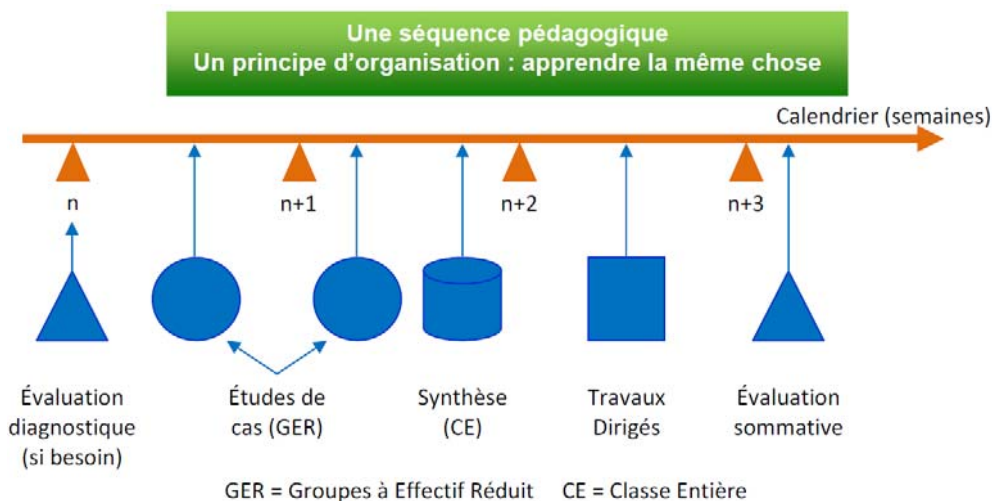 Une séquence pédagogique
Un principe d'organisation : apprendre la même chose
Calendrier (semaines)
n
n+1
n+2
n+3
Évaluation
diagnostique
(si besoin)
Études de
cas (GER)
Synthèse
(CE)
Travaux
Dirigés
Évaluation
sommative
GER = Groupes à Effectif Réduit CE = Classe Entière